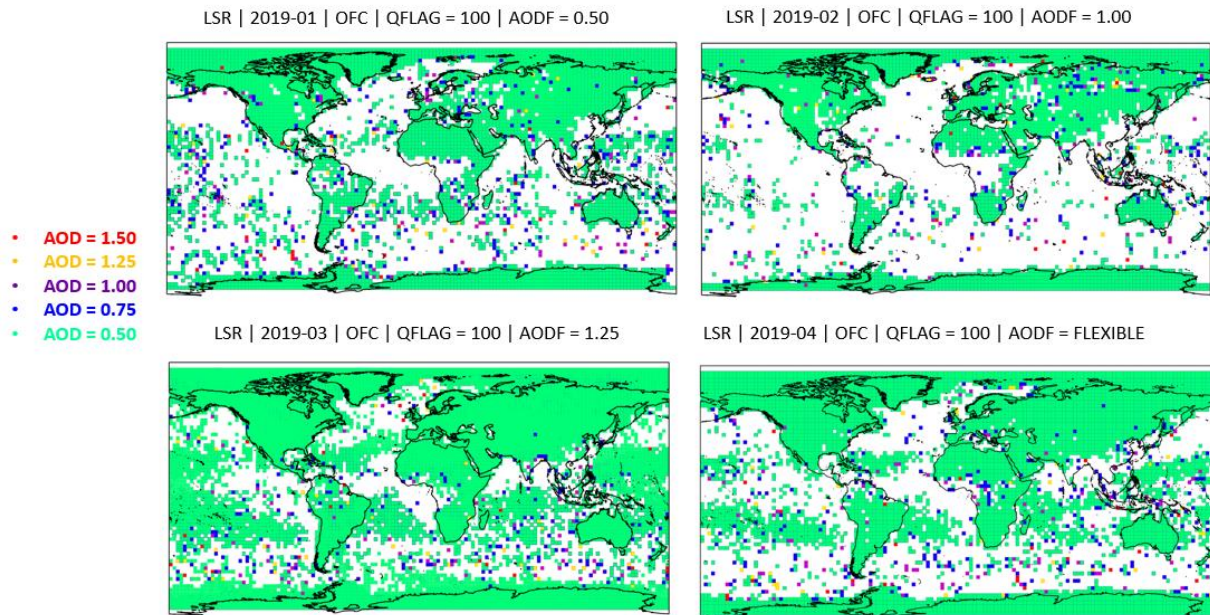 LSR | 2019-01 | OFC | QFLAG = 100 | AODF = 0.50
LSR | 2019-02 | OFC | QFLAG = 100 | AODF = 1.00
• AOD = 1.50
• AOD = 1.25
• AOD = 1.00
• AOD = 0.75
• AOD = 0.50
LSR | 2019-03 | OFC | QFLAG = 100 | AODF = 1.25
LSR | 2019-04 | OFC | QFLAG = 100 | AODF = FLEXIBLE